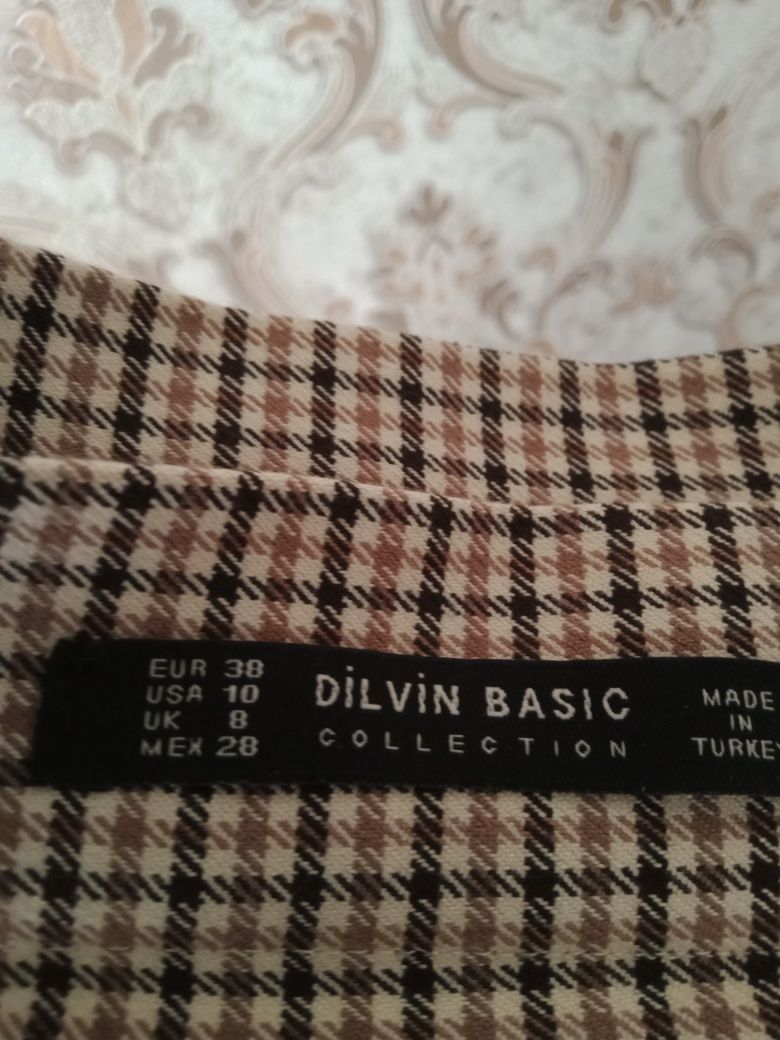 EUR 38
USA 10
UK 8
MEX 28
DİLVİN BASIC
COLLECTION
MADE
IN
TURKEY